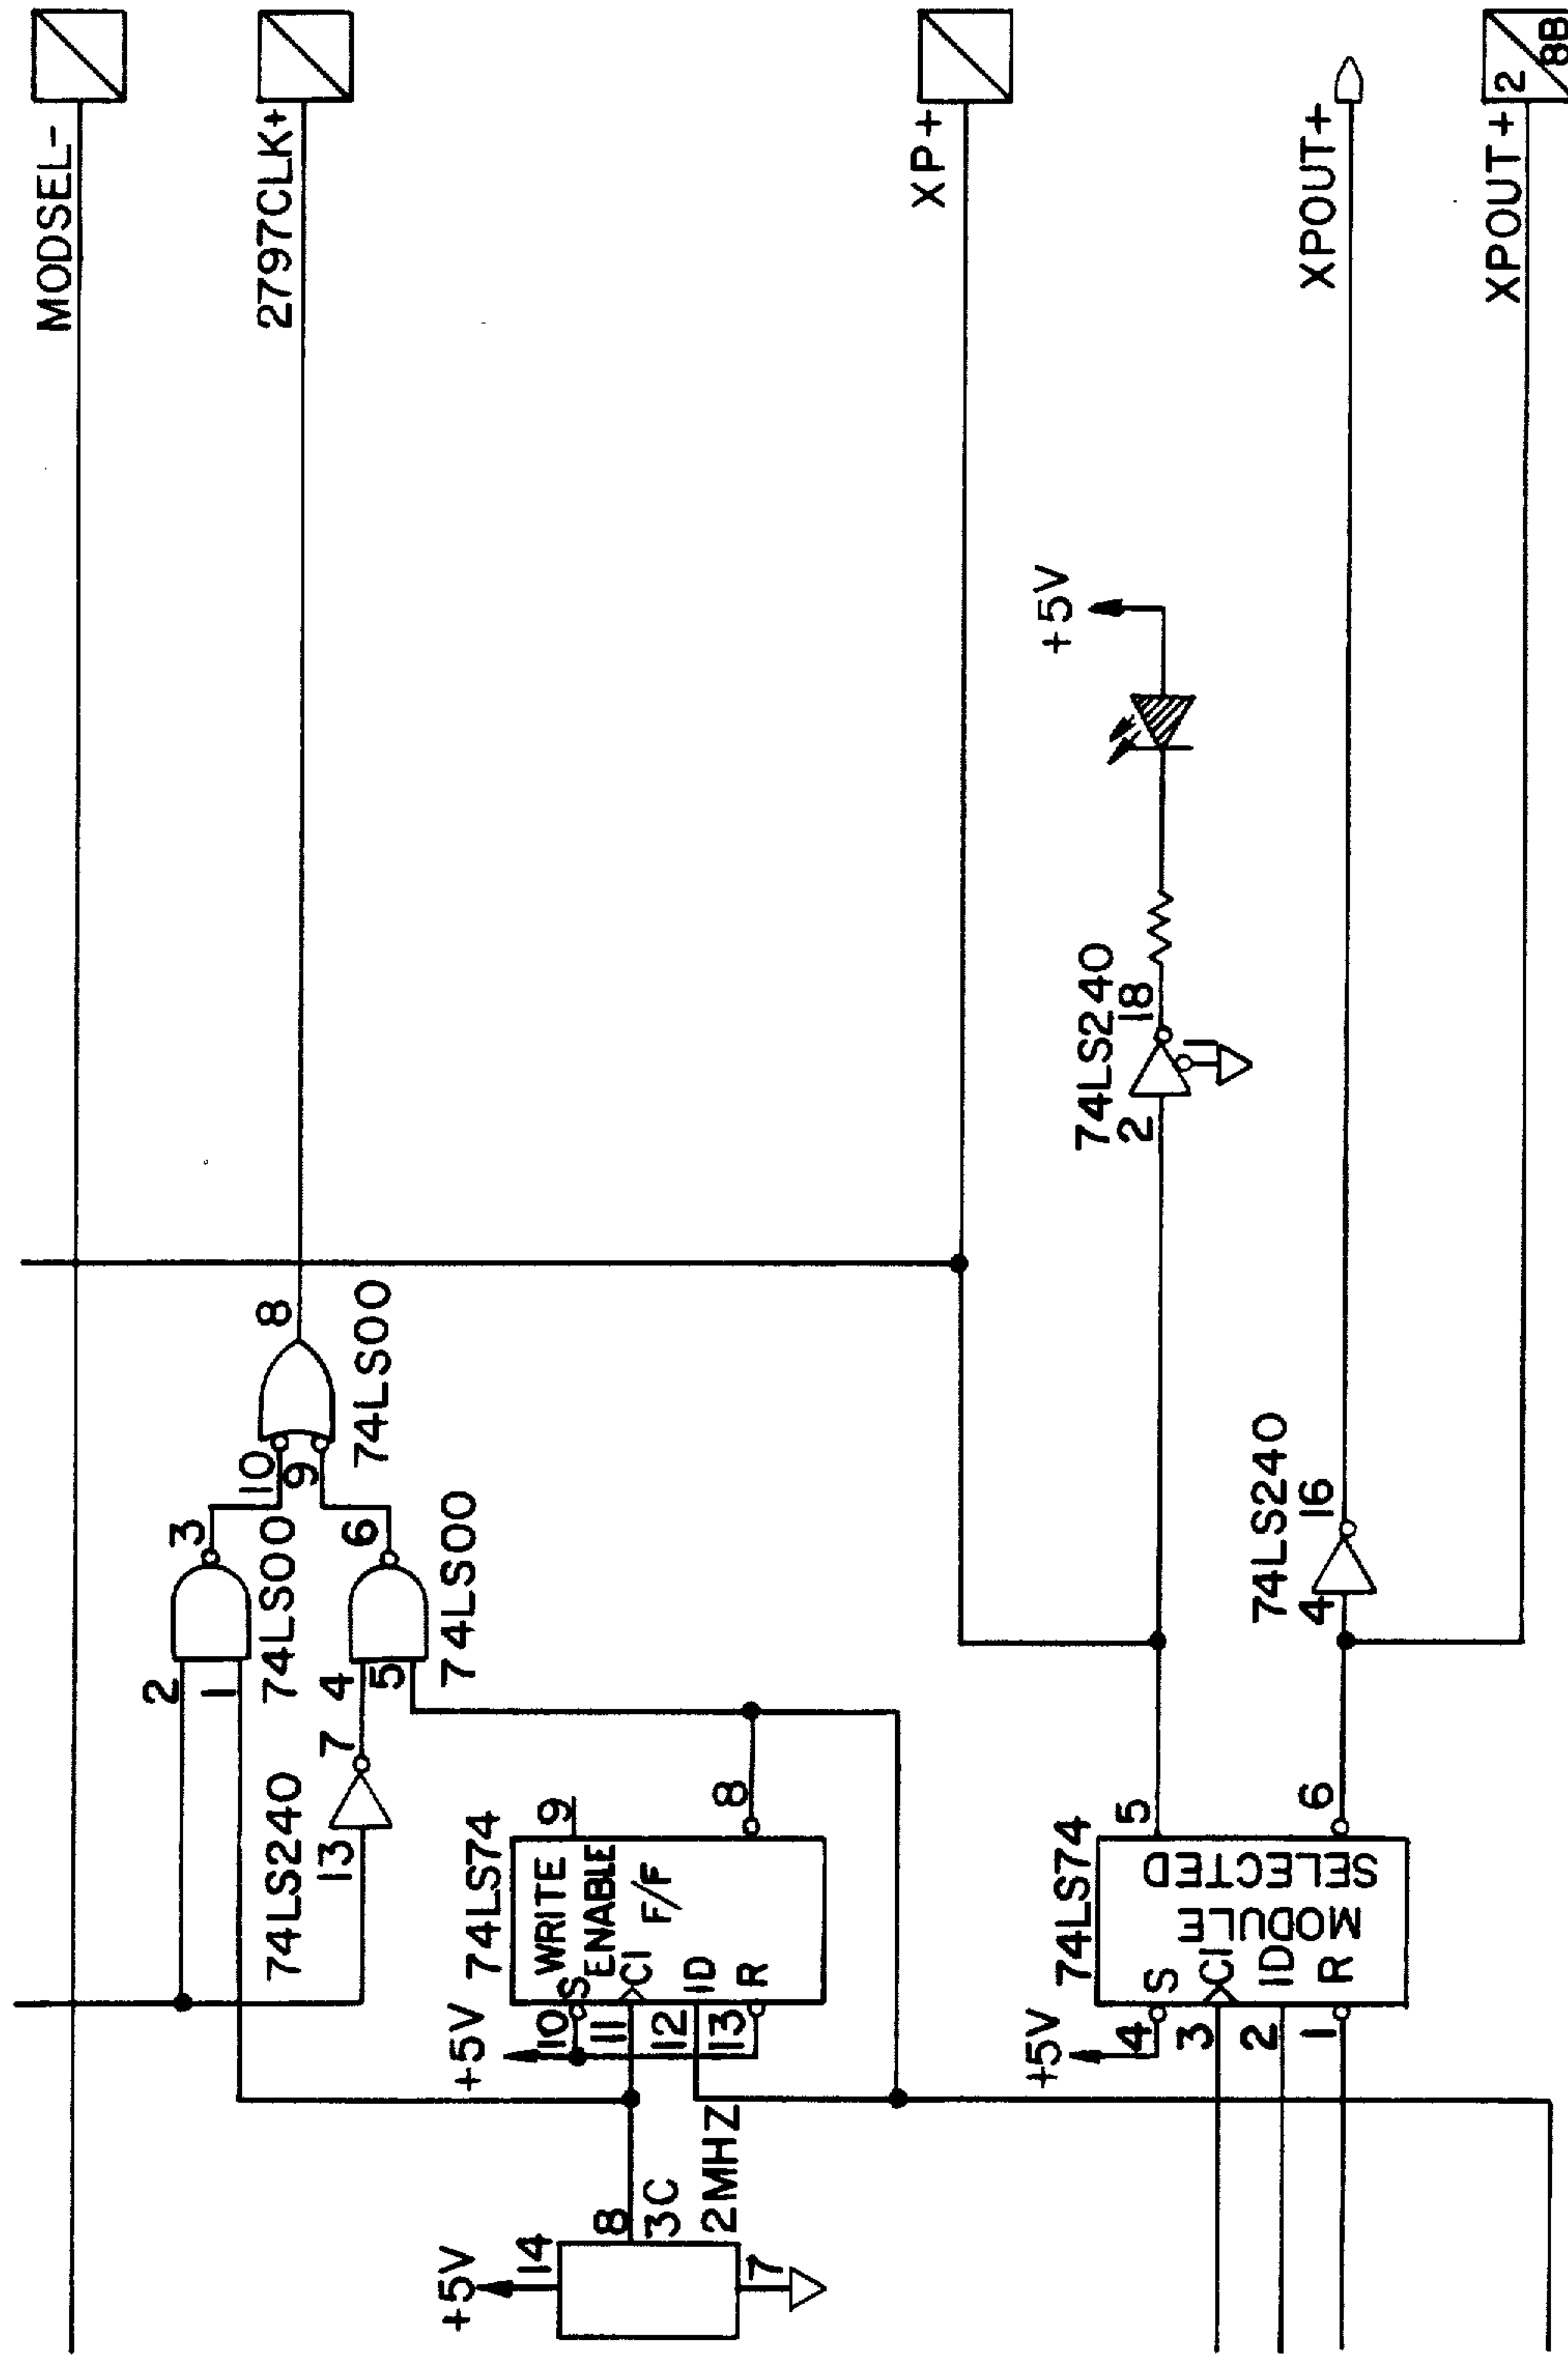 MODSEL-
2797CLK+
XP+
XPOUT+
XPOUT+
2
8B
8
10
9
74LS00
3
74LS00
6
74LS00
2
1
4
5
7
74LS240
13
74LS74
9
8
WRITE
ENABLE
F/F
S
C1
1D
R
+5V
10
11
12
13
+5V
14
8
3C
2MHZ
7
+5V
74LS240
2
18
1
74LS240
4
16
74LS74
5
6
MODULE
SELECTED
S
C1
1D
R
+5V
4
3
2
1